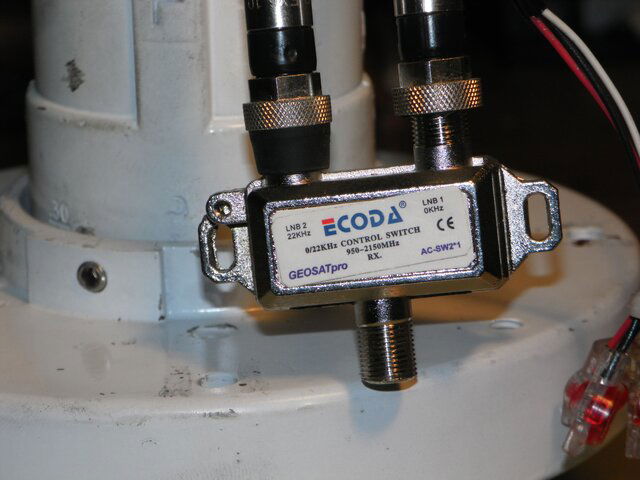 LNB 2
22KHz
ECODA®
LNB 1
0KHz
CE
0/22KHz CONTROL SWITCH
950~2150MHz
RX.
GEOSATpro
AC-SW2*1
30